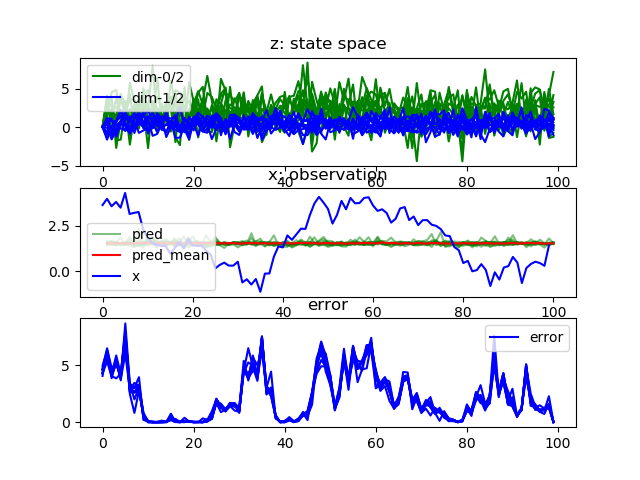 z: state space
dim-0/2
dim-1/2
5
0
−5
0
20
40
60
80
100
x: observation
2.5
0.0
pred
pred_mean
x
0
20
40
60
80
100
error
error
5
0
0
20
40
60
80
100